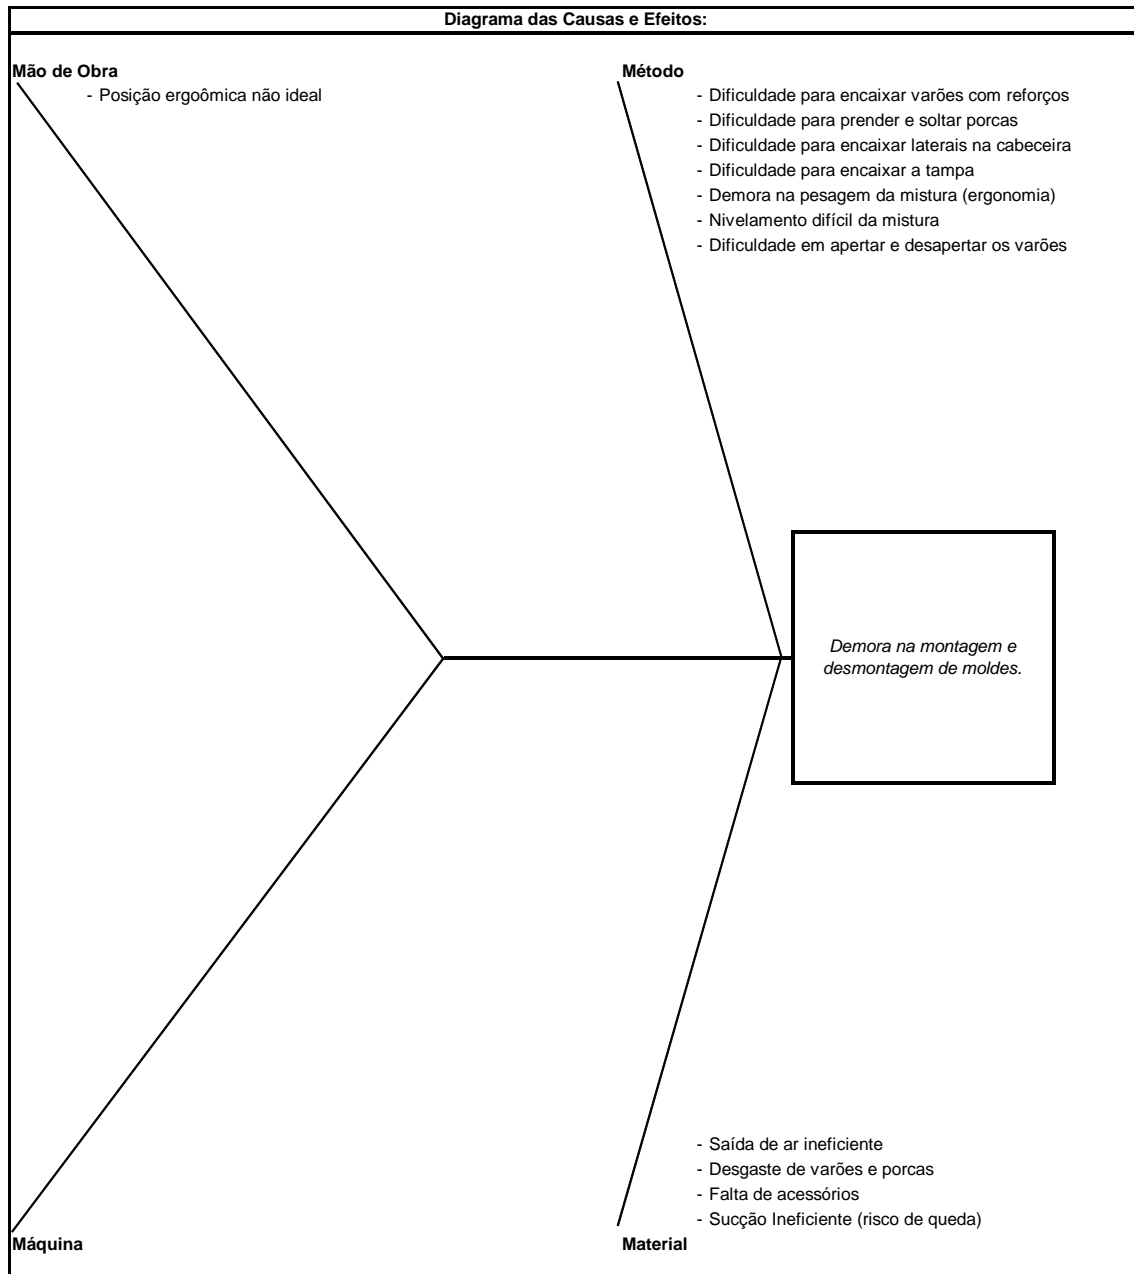 Diagrama das Causas e Efeitos:
Mão de Obra
- Posição ergoômica não ideal
Método
- Dificuldade para encaixar varões com reforços
- Dificuldade para prender e soltar porcas
- Dificuldade para encaixar laterais na cabeceira
- Dificuldade para encaixar a tampa
- Demora na pesagem da mistura (ergonomia)
- Nivelamento difícil da mistura
- Dificuldade em apertar e desapertar os varões
Demora na montagem e
desmontagem de moldes.
- Saída de ar ineficiente
- Desgaste de varões e porcas
- Falta de acessórios
- Sucção Ineficiente (risco de queda)
Máquina
Material